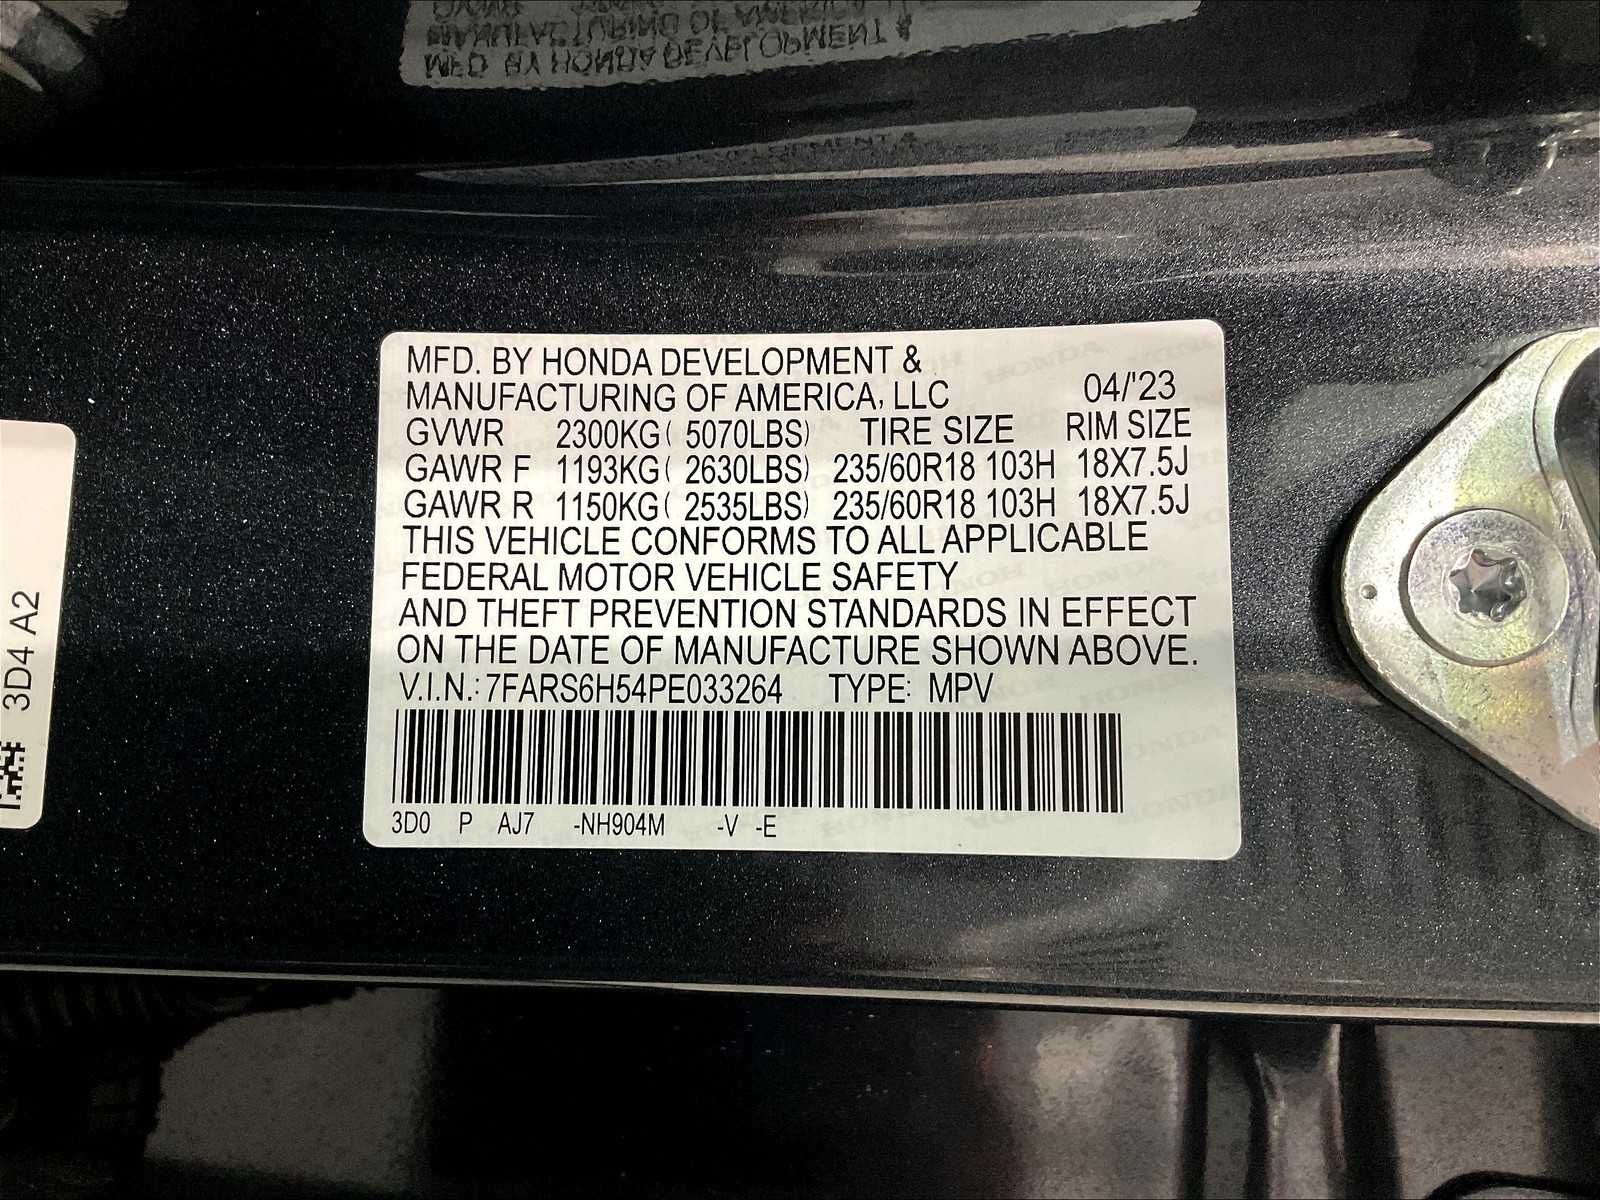 MFD. BY HONDA DEVELOPMENT &
MANUFACTURING OF AMERICA, LLC 04/'23
GVWR 2300KG( 5070LBS) TIRE SIZE RIM SIZE
GAWR F 1193KG( 2630LBS) 235/60R18 103H 18X7.5J
GAWR R 1150KG( 2535LBS) 235/60R18 103H 18X7.5J
THIS VEHICLE CONFORMS TO ALL APPLICABLE
FEDERAL MOTOR VEHICLE SAFETY
AND THEFT PREVENTION STANDARDS IN EFFECT
ON THE DATE OF MANUFACTURE SHOWN ABOVE.
V.I.N.: 7FARS6H54PE033264 TYPE: MPV
3D0 P AJ7 -NH904M -V -E
3D4 A2